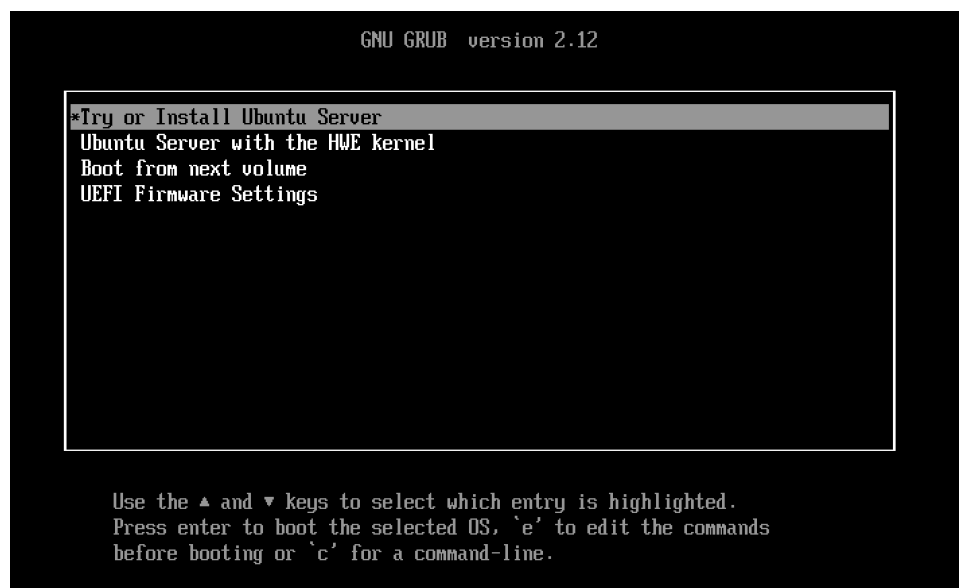 GNU GRUB version 2.12
*Try or Install Ubuntu Server
Ubuntu Server with the HWE kernel
Boot from next volume
UEFI Firmware Settings
Use the ▲ and ▼ keys to select which entry is highlighted.
Press enter to boot the selected OS, `e' to edit the commands
before booting or `c' for a command-line.